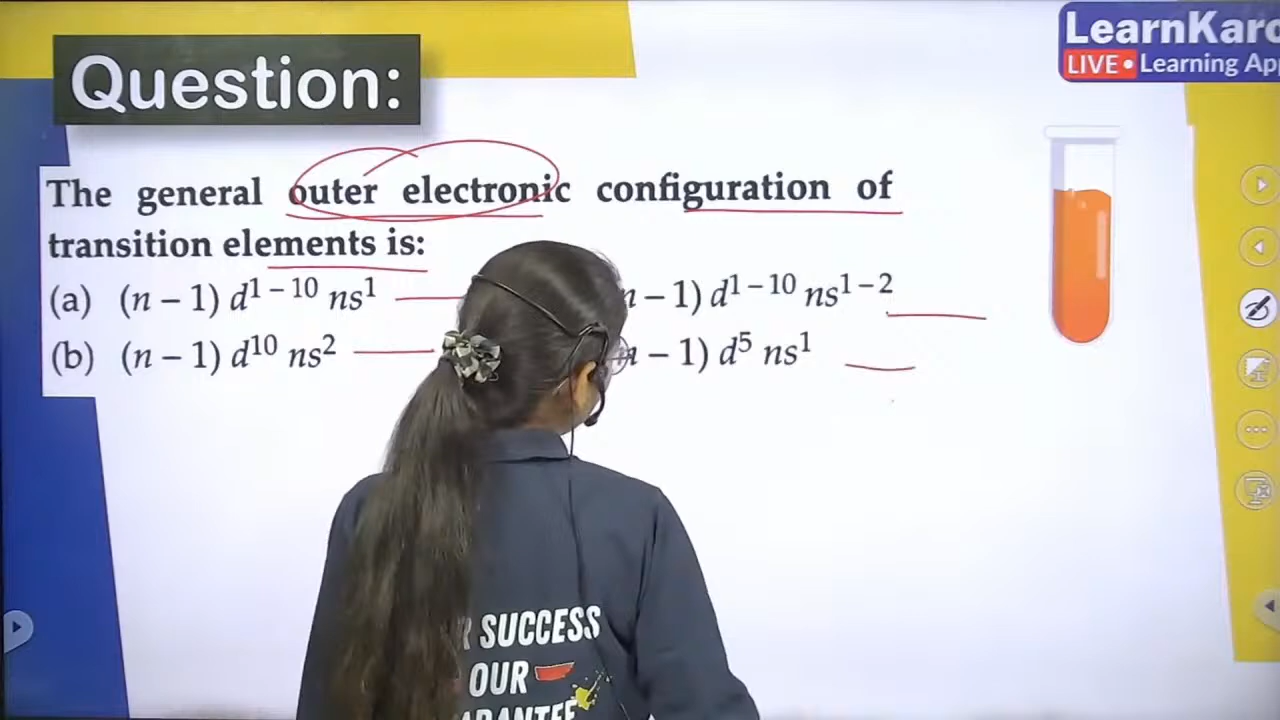 LearnKaro
LIVE • Learning App
Question:
The general outer electronic configuration of
transition elements is:
(a) (n – 1) d¹⁻¹⁰ ns¹
n – 1) d¹⁻¹⁰ ns¹⁻²
(b) (n – 1) d¹⁰ ns²
– 1) d⁵ ns¹
SUCCESS
OUR